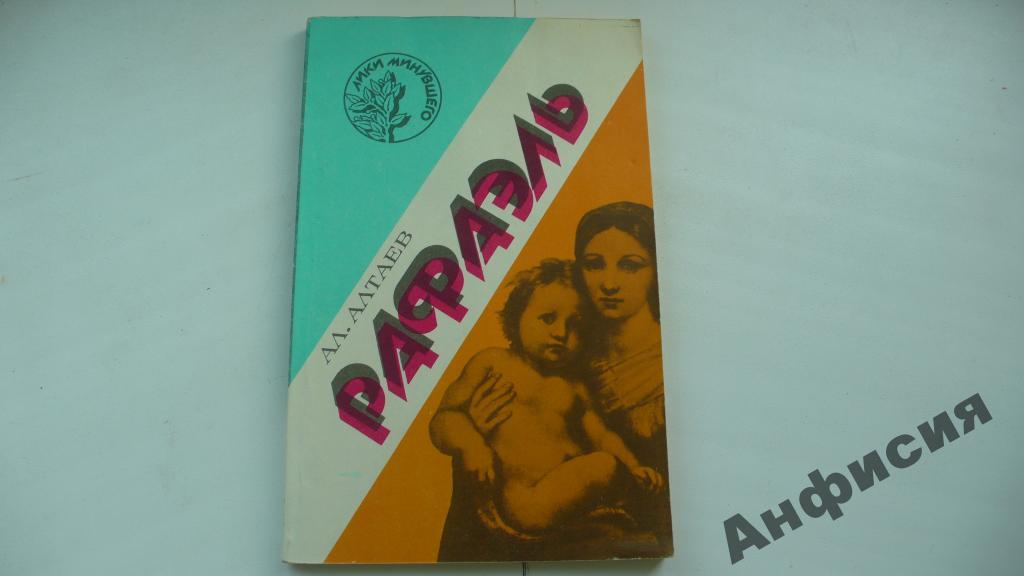 ЛИКИ МИНУВШЕГО
АЛ. АЛТАЕВ
РАФАЭЛЬ
Анфисия